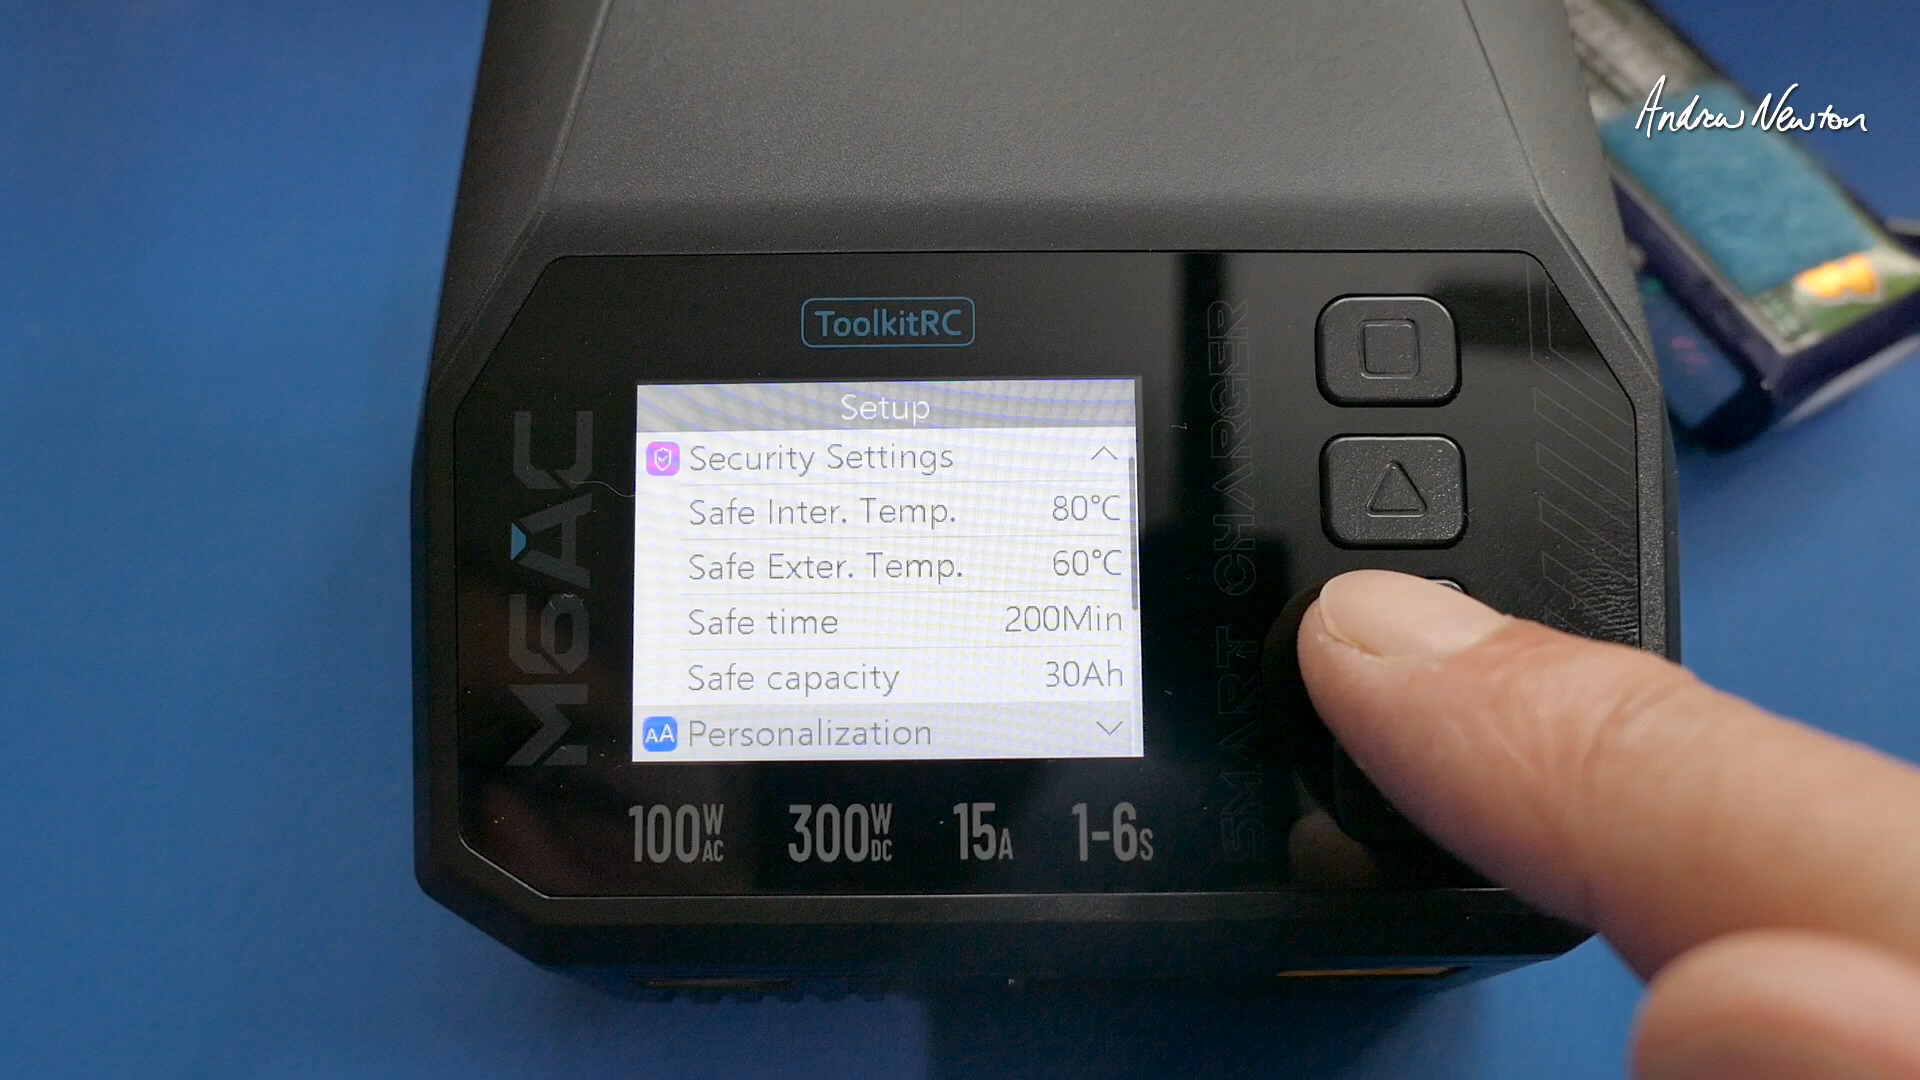 Andrew Newton
ToolkitRC
Setup
Security Settings
Safe Inter. Temp. 80°C
Safe Exter. Temp. 60°C
Safe time 200Min
Safe capacity 30Ah
AA Personalization
M6AC
SMART CHARGER
100W AC 300W DC 15A 1-6S